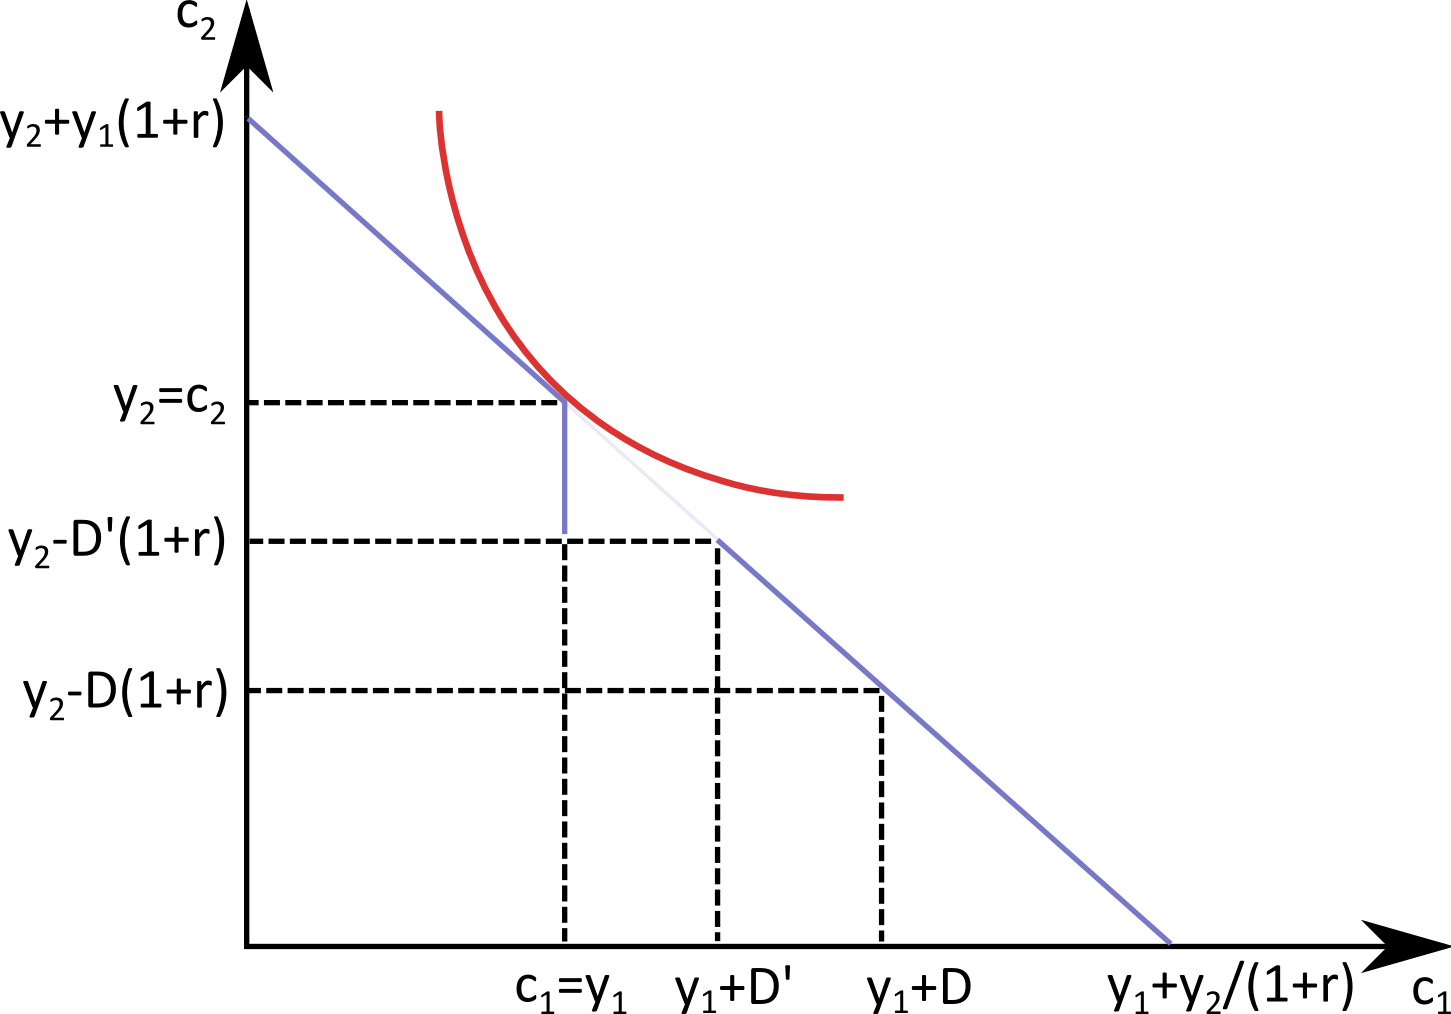 c₂
y₂+y₁(1+r)
y₂=c₂
y₂-D'(1+r)
y₂-D(1+r)
c₁=y₁
y₁+D'
y₁+D
y₁+y₂/(1+r)
c₁